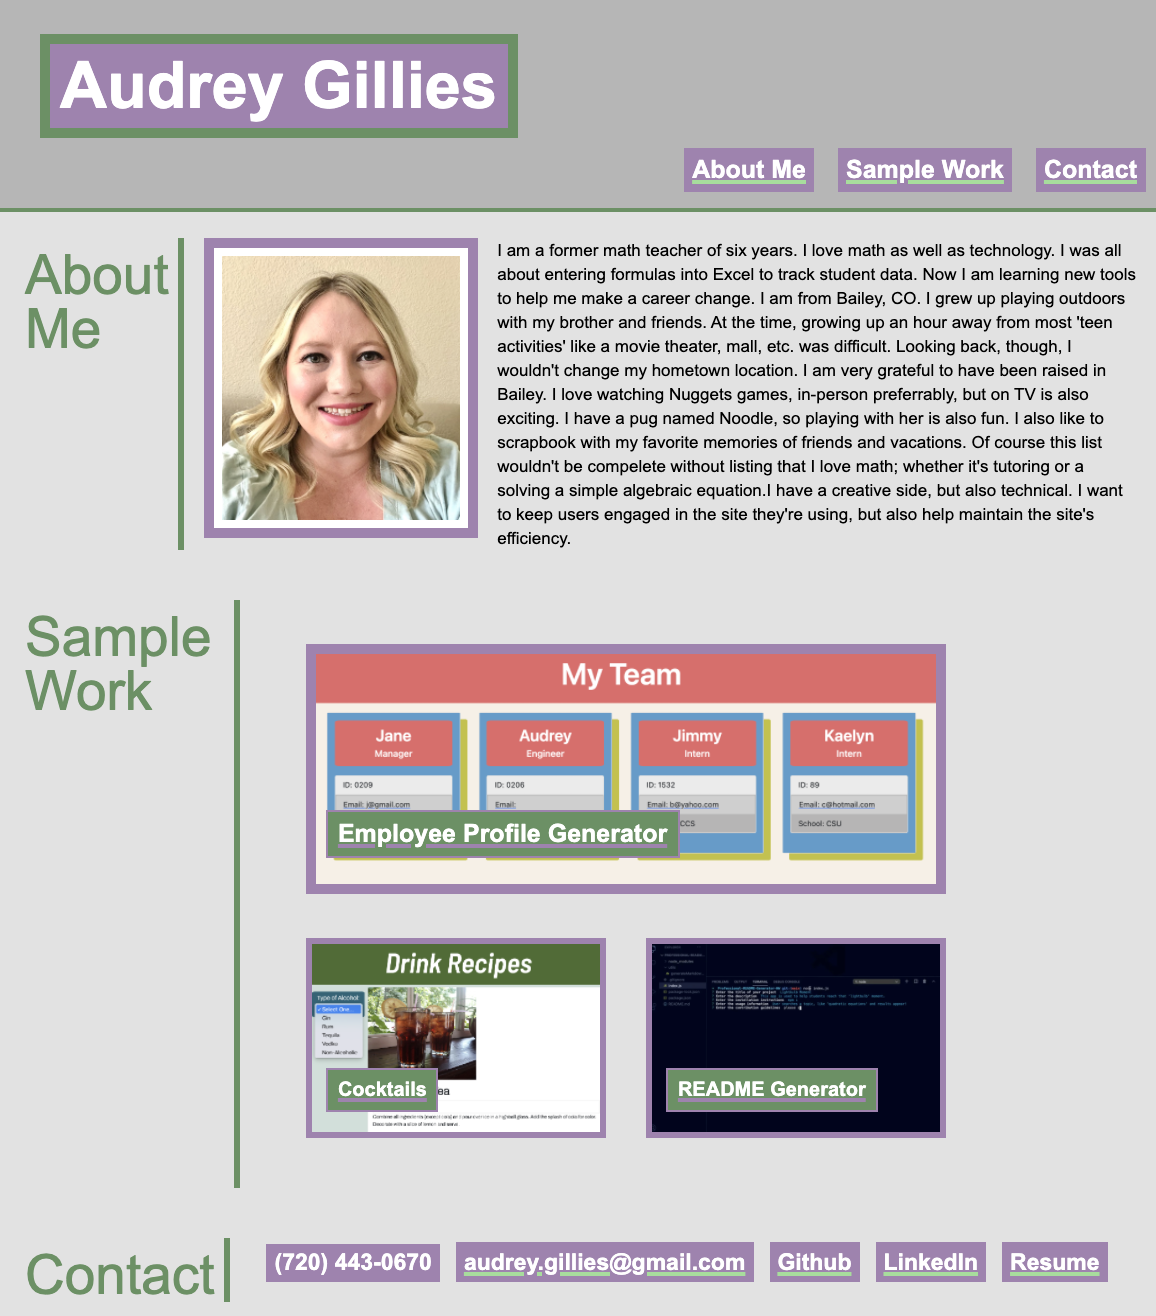 Audrey Gillies
About Me Sample Work Contact
About
Me
I am a former math teacher of six years. I love math as well as technology. I was all
about entering formulas into Excel to track student data. Now I am learning new tools
to help me make a career change. I am from Bailey, CO. I grew up playing outdoors
with my brother and friends. At the time, growing up an hour away from most 'teen
activities' like a movie theater, mall, etc. was difficult. Looking back, though, I
wouldn't change my hometown location. I am very grateful to have been raised in
Bailey. I love watching Nuggets games, in-person preferrably, but on TV is also
exciting. I have a pug named Noodle, so playing with her is also fun. I also like to
scrapbook with my favorite memories of friends and vacations. Of course this list
wouldn't be compelete without listing that I love math; whether it's tutoring or a
solving a simple algebraic equation.I have a creative side, but also technical. I want
to keep users engaged in the site they're using, but also help maintain the site's
efficiency.
Sample
Work
My Team
Jane Audrey Jimmy Kaelyn
Manager Engineer Intern Intern
ID: 0209 ID: 0206 ID: 1532 ID: 89
Email: j@gmail.com Email: Email: b@yahoo.com Email: c@hotmail.com
CCS School: CSU
Employee Profile Generator
Drink Recipes
Type of Alcohol
Select One
Gin
Rum
Tequila
Vodka
Non-Alcoholic
ea
Cocktails
README Generator
Contact
(720) 443-0670 audrey.gillies@gmail.com Github LinkedIn Resume